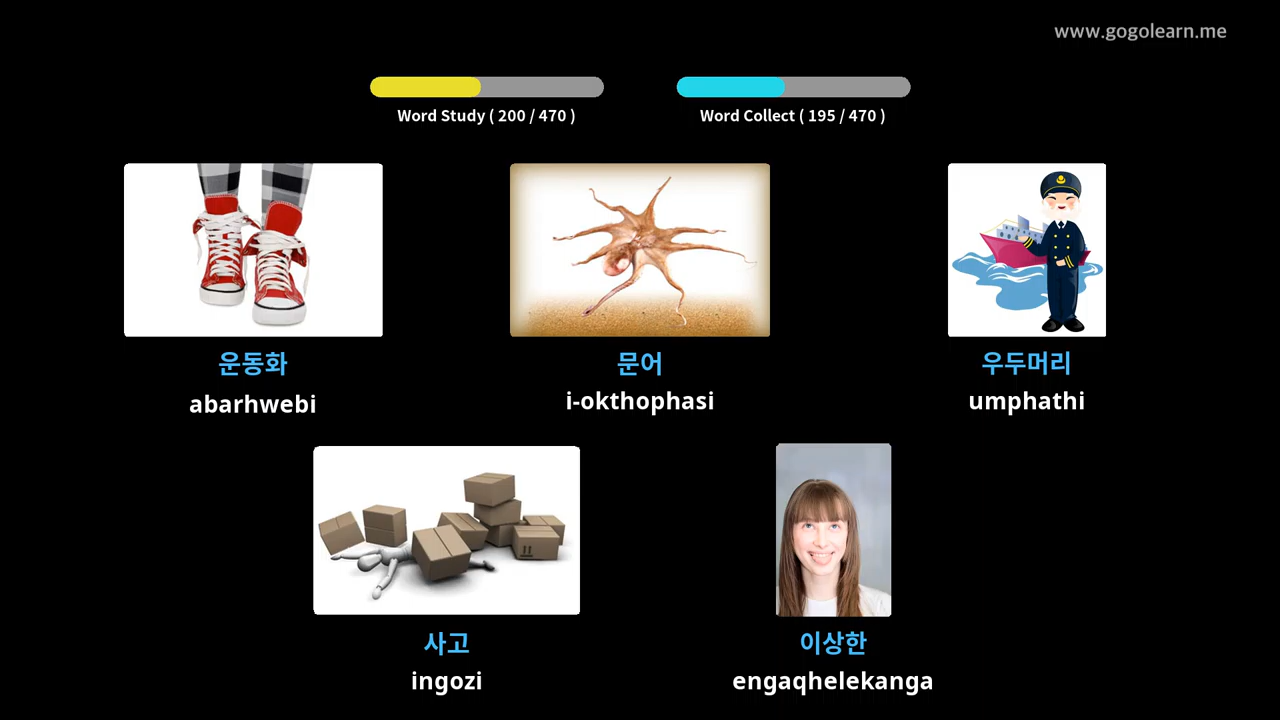 www.gogolearn.me
Word Study ( 200 / 470 )
Word Collect ( 195 / 470 )
운동화
abarhwebi
문어
i-okthophasi
우두머리
umphathi
사고
ingozi
이상한
engaqhelekanga